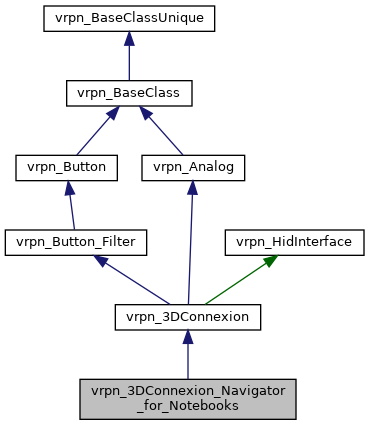 vrpn_BaseClassUnique
vrpn_BaseClass
vrpn_Button
vrpn_Analog
vrpn_Button_Filter
vrpn_HidInterface
vrpn_3DConnexion
vrpn_3DConnexion_Navigator
_for_Notebooks